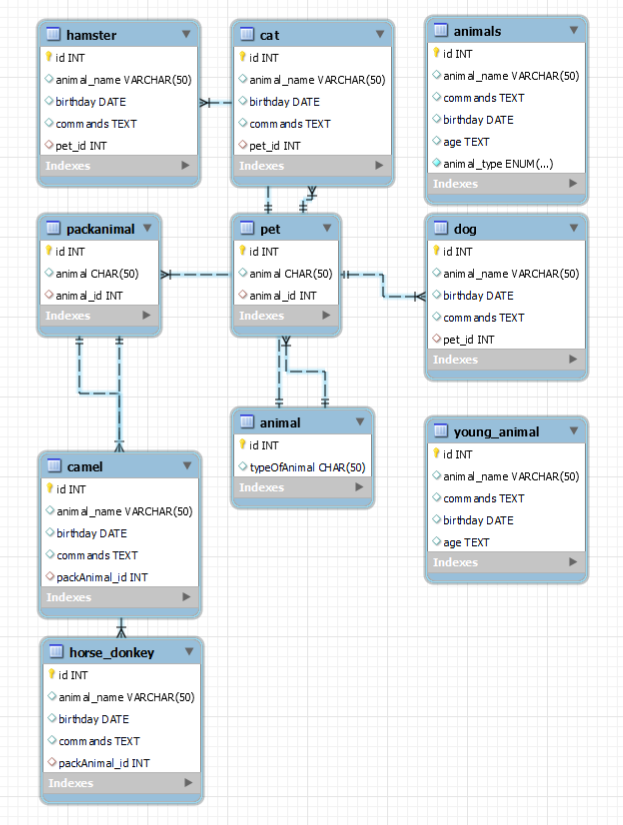 hamster
id INT
animal_name VARCHAR(50)
birthday DATE
commands TEXT
pet_id INT
Indexes
cat
id INT
animal_name VARCHAR(50)
birthday DATE
commands TEXT
pet_id INT
Indexes
animals
id INT
animal_name VARCHAR(50)
commands TEXT
birthday DATE
age TEXT
animal_type ENUM(...)
Indexes
packanimal
id INT
animal CHAR(50)
animal_id INT
Indexes
pet
id INT
animal CHAR(50)
animal_id INT
Indexes
dog
id INT
animal_name VARCHAR(50)
birthday DATE
commands TEXT
pet_id INT
Indexes
animal
id INT
typeOfAnimal CHAR(50)
Indexes
young_animal
id INT
animal_name VARCHAR(50)
commands TEXT
birthday DATE
age TEXT
Indexes
camel
id INT
animal_name VARCHAR(50)
birthday DATE
commands TEXT
packAnimal_id INT
Indexes
horse_donkey
id INT
animal_name VARCHAR(50)
birthday DATE
commands TEXT
packAnimal_id INT
Indexes